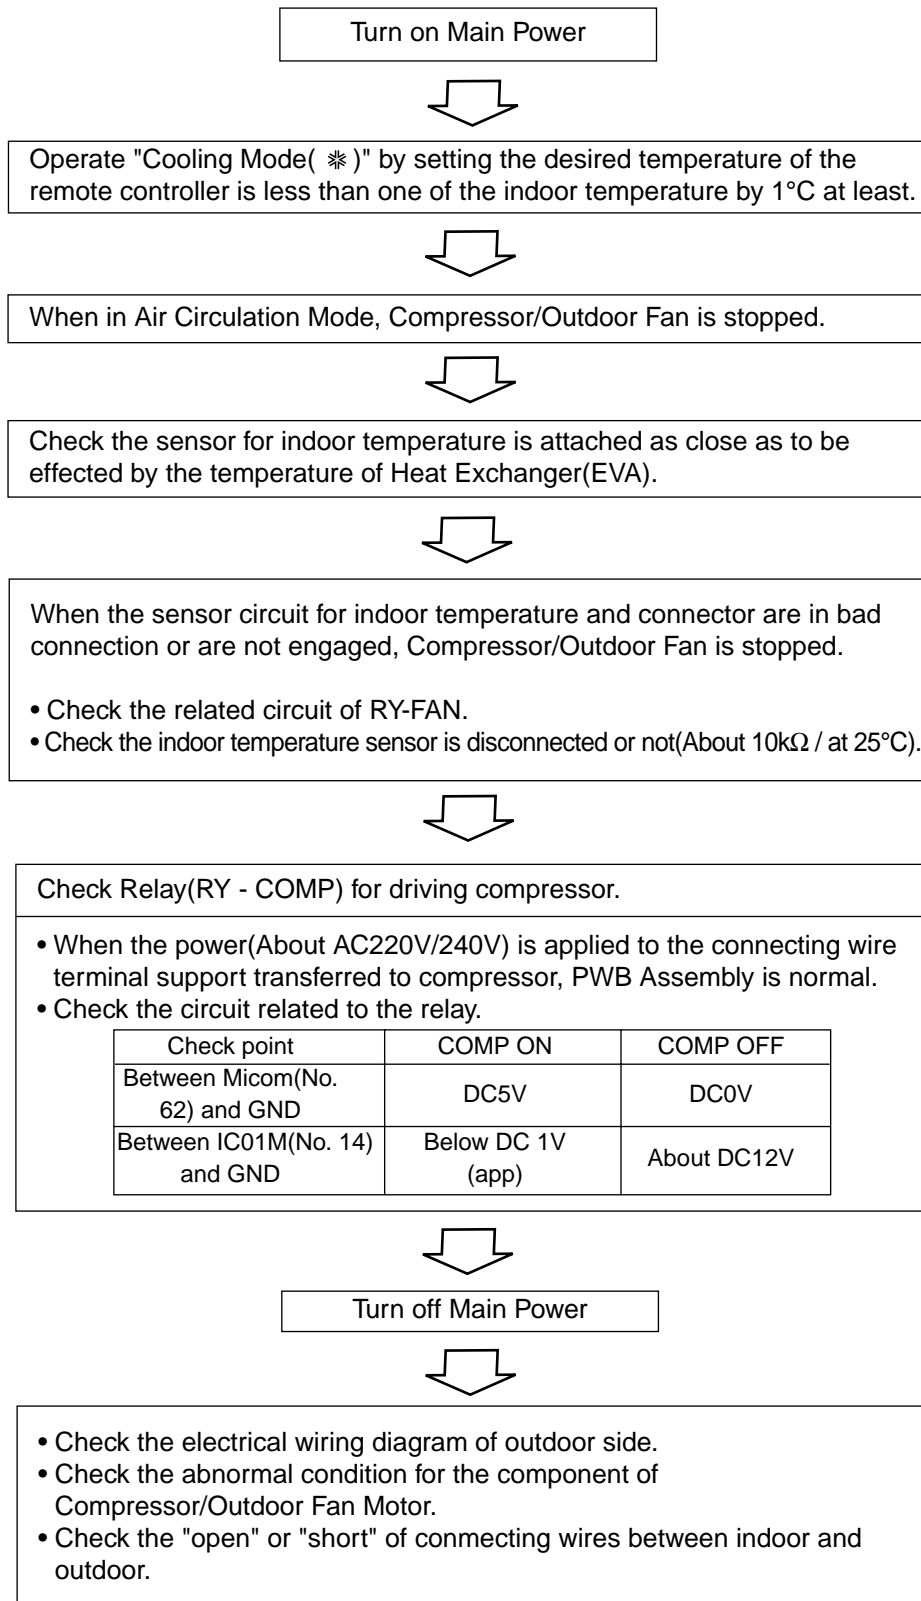 Turn on Main Power
Operate "Cooling Mode( ❋ )" by setting the desired temperature of the
remote controller is less than one of the indoor temperature by 1°C at least.
When in Air Circulation Mode, Compressor/Outdoor Fan is stopped.
Check the sensor for indoor temperature is attached as close as to be
effected by the temperature of Heat Exchanger(EVA).
When the sensor circuit for indoor temperature and connector are in bad
connection or are not engaged, Compressor/Outdoor Fan is stopped.
• Check the related circuit of RY-FAN.
• Check the indoor temperature sensor is disconnected or not(About 10kΩ / at 25°C).
Check Relay(RY - COMP) for driving compressor.
• When the power(About AC220V/240V) is applied to the connecting wire
terminal support transferred to compressor, PWB Assembly is normal.
• Check the circuit related to the relay.
Check point COMP ON COMP OFF
Between Micom(No.
62) and GND DC5V DC0V
Between IC01M(No. 14)
and GND Below DC 1V
(app) About DC12V
Turn off Main Power
• Check the electrical wiring diagram of outdoor side.
• Check the abnormal condition for the component of
Compressor/Outdoor Fan Motor.
• Check the "open" or "short" of conmecting wires between indoor and
outdoor.